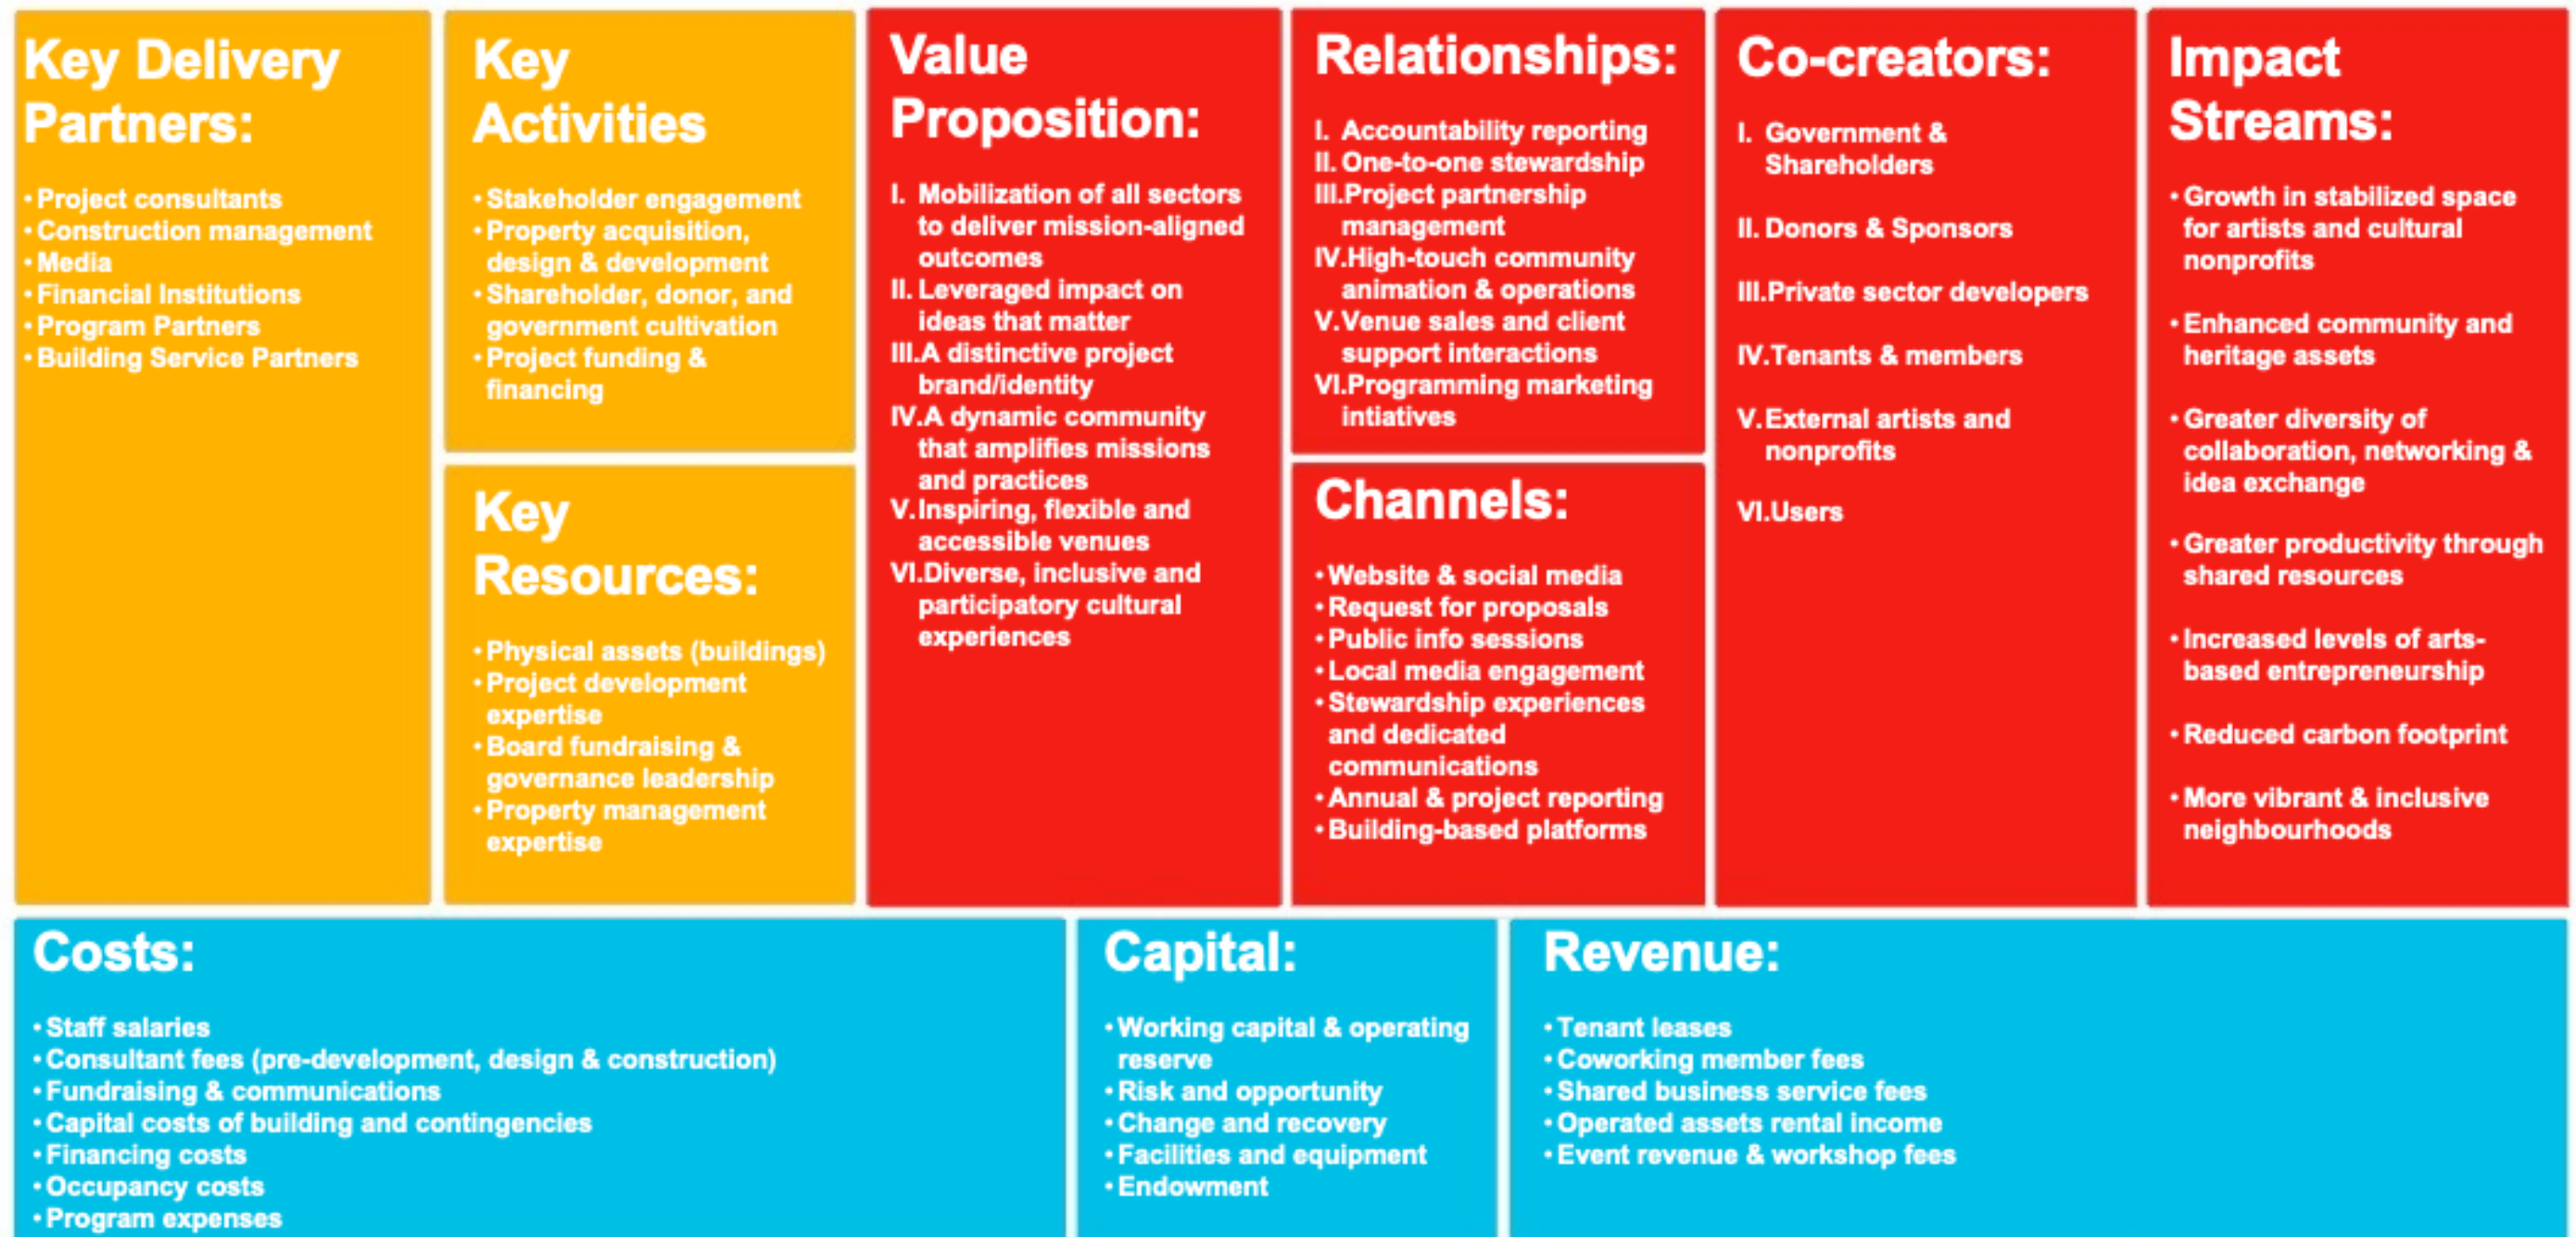 Key Delivery
Partners:
• Project consultants
• Construction management
• Media
• Financial Institutions
• Program Partners
• Building Service Partners
Key
Activities
• Stakeholder engagement
• Property acquisition,
design & development
• Shareholder, donor, and
government cultivation
• Project funding &
financing
Key
Resources:
• Physical assets (buildings)
• Project development
expertise
• Board fundraising &
governance leadership
• Property management
expertise
Value
Proposition:
I. Mobilization of all sectors
to deliver mission-aligned
outcomes
II. Leveraged impact on
ideas that matter
III.A distinctive project
brand/identity
IV.A dynamic community
that amplifies missions
and practices
V.Inspiring, flexible and
accessible venues
VI.Diverse, inclusive and
participatory cultural
experiences
Relationships:
I. Accountability reporting
II. One-to-one stewardship
III.Project partnership
management
IV.High-touch community
animation & operations
V.Venue sales and client
support interactions
VI.Programming marketing
intiatives
Channels:
• Website & social media
• Request for proposals
• Public info sessions
• Local media engagement
• Stewardship experiences
and dedicated
communications
• Annual & project reporting
• Building-based platforms
Co-creators:
I. Government &
Shareholders
II. Donors & Sponsors
III.Private sector developers
IV.Tenants & members
V.External artists and
nonprofits
VI.Users
Impact
Streams:
• Growth in stabilized space
for artists and cultural
nonprofits
• Enhanced community and
heritage assets
• Greater diversity of
collaboration, networking &
idea exchange
• Greater productivity through
shared resources
• Increased levels of arts-
based entrepreneurship
• Reduced carbon footprint
• More vibrant & inclusive
neighbourhoods
Costs:
• Staff salaries
• Consultant fees (pre-development, design & construction)
• Fundraising & communications
• Capital costs of building and contingencies
• Financing costs
• Occupancy costs
• Program expenses
Capital:
• Working capital & operating
reserve
• Risk and opportunity
• Change and recovery
• Facilities and equipment
• Endowment
Revenue:
• Tenant leases
• Coworking member fees
• Shared business service fees
• Operated assets rental income
• Event revenue & workshop fees